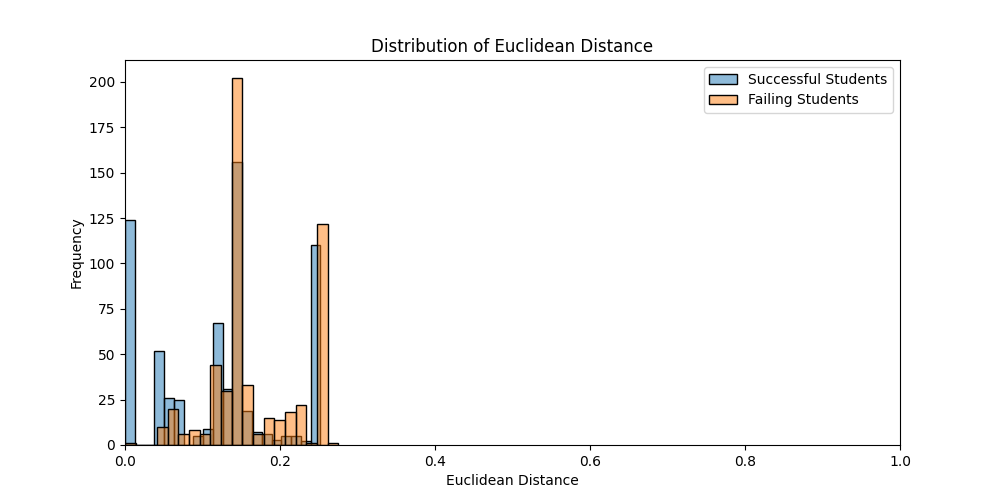 Distribution of Euclidean Distance
Successful Students
Failing Students
Frequency
200
175
150
125
100
75
50
25
0
0.0 0.2 0.4 0.6 0.8 1.0
Euclidean Distance